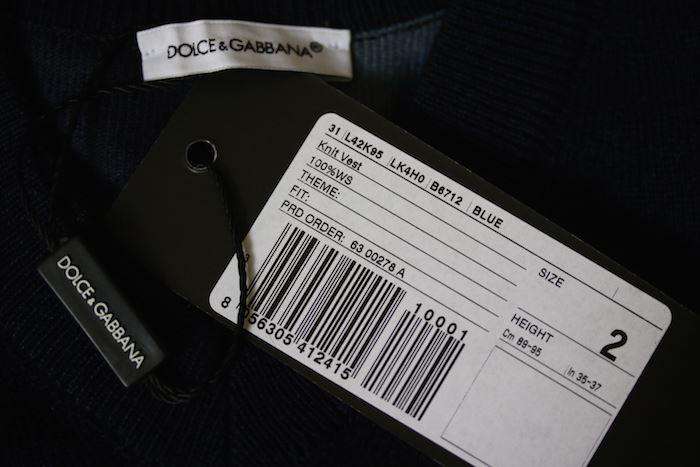 DOLCE & GABBANA®
31 L42K95 LK4H0 B6712 BLUE
Knit Vest
100%WS
THEME:
FIT:
PRD ORDER: 63 00278 A
SIZE
2
HEIGHT
Cm 89-95
In 35-37
10001
8 056305 412415
DOLCE & GABBANA